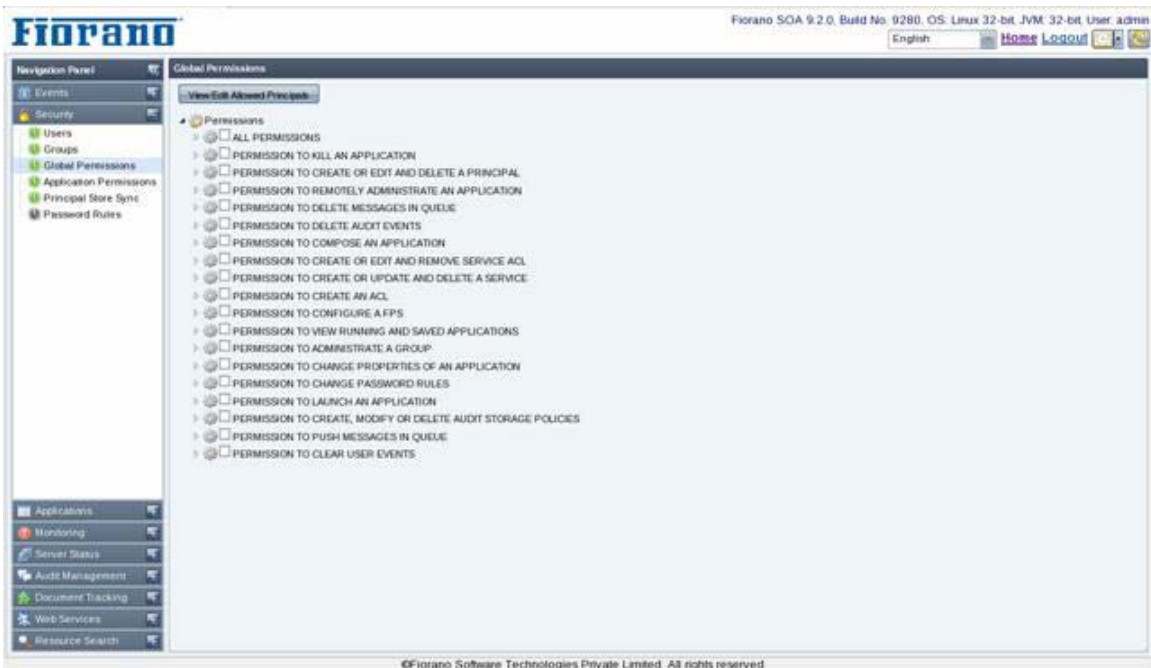 Fiorano
Fiorano SOA 9.2.0, Build No. 9280, OS: Linux 32-bit, JVM: 32-bit, User: admin
English
Home Logout
Navigation Panel
Events
Security
Users
Groups
Global Permissions
Application Permissions
Principal Store Sync
Password Rules
Applications
Monitoring
Server Status
Audit Management
Document Tracking
Web Services
Resource Search
Global Permissions
View/Edit Allowed Principals
Permissions
ALL PERMISSIONS
PERMISSION TO KILL AN APPLICATION
PERMISSION TO CREATE OR EDIT AND DELETE A PRINCIPAL
PERMISSION TO REMOTELY ADMINISTRATE AN APPLICATION
PERMISSION TO DELETE MESSAGES IN QUEUE
PERMISSION TO DELETE AUDIT EVENTS
PERMISSION TO COMPOSE AN APPLICATION
PERMISSION TO CREATE OR EDIT AND REMOVE SERVICE ACL
PERMISSION TO CREATE OR UPDATE AND DELETE A SERVICE
PERMISSION TO CREATE AN ACL
PERMISSION TO CONFIGURE A FPS
PERMISSION TO VIEW RUNNING AND SAVED APPLICATIONS
PERMISSION TO ADMINISTRATE A GROUP
PERMISSION TO CHANGE PROPERTIES OF AN APPLICATION
PERMISSION TO CHANGE PASSWORD RULES
PERMISSION TO LAUNCH AN APPLICATION
PERMISSION TO CREATE, MODIFY OR DELETE AUDIT STORAGE POLICIES
PERMISSION TO PUSH MESSAGES IN QUEUE
PERMISSION TO CLEAR USER EVENTS
©Fiorano Software Technologies Private Limited. All rights reserved